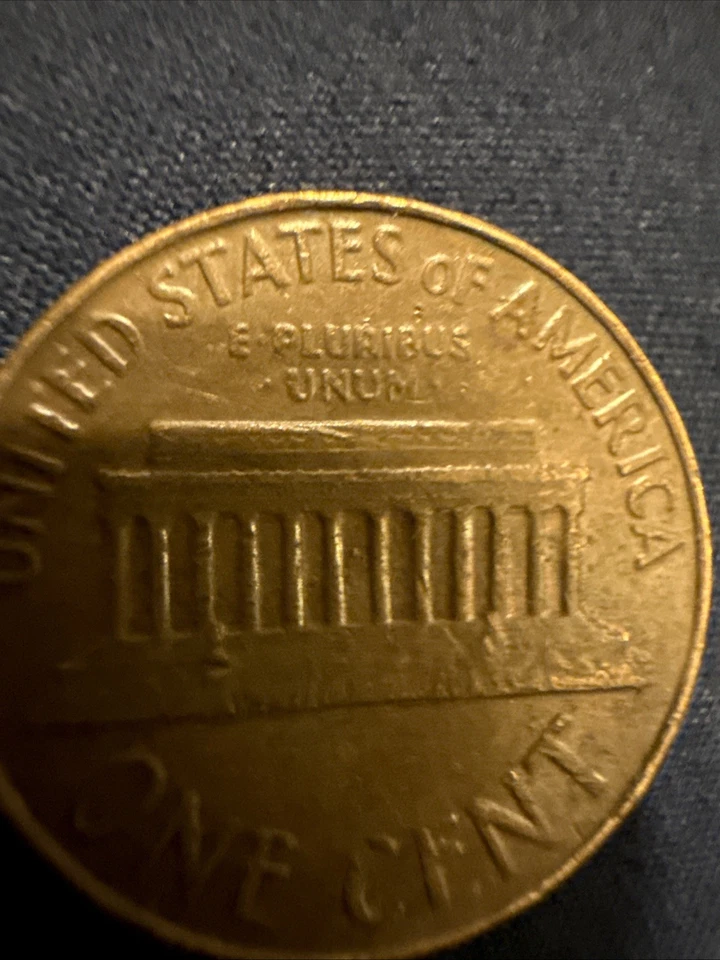 UNITED STATES OF AMERICA
E·PLURIBUS
·UNUM·
ONE CENT